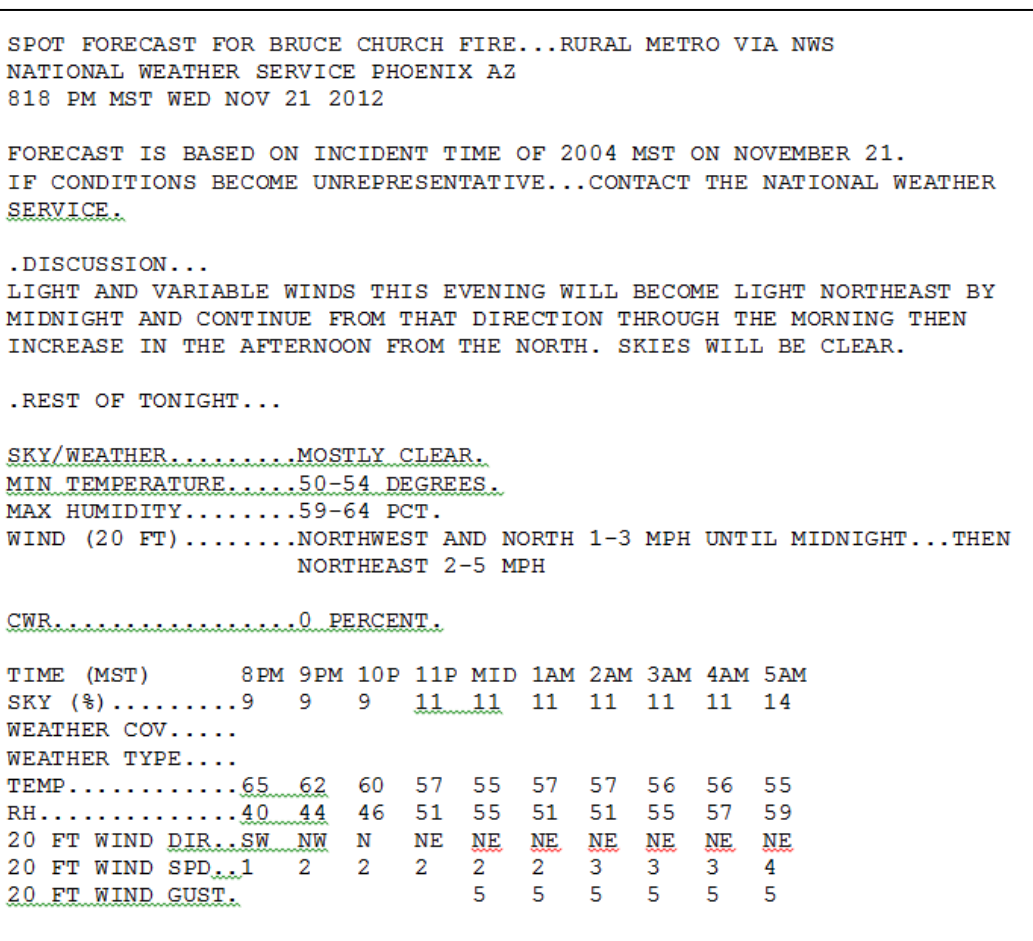 SPOT FORECAST FOR BRUCE CHURCH FIRE...RURAL METRO VIA NWS
NATIONAL WEATHER SERVICE PHOENIX AZ
818 PM MST WED NOV 21 2012

FORECAST IS BASED ON INCIDENT TIME OF 2004 MST ON NOVEMBER 21.
IF CONDITIONS BECOME UNREPRESENTATIVE...CONTACT THE NATIONAL WEATHER
SERVICE.

.DISCUSSION...
LIGHT AND VARIABLE WINDS THIS EVENING WILL BECOME LIGHT NORTHEAST BY
MIDNIGHT AND CONTINUE FROM THAT DIRECTION THROUGH THE MORNING THEN
INCREASE IN THE AFTERNOON FROM THE NORTH. SKIES WILL BE CLEAR.

.REST OF TONIGHT...

SKY/WEATHER.........MOSTLY CLEAR.
MIN TEMPERATURE.....50-54 DEGREES.
MAX HUMIDITY........59-64 PCT.
WIND (20 FT)........NORTHWEST AND NORTH 1-3 MPH UNTIL MIDNIGHT...THEN
                    NORTHEAST 2-5 MPH

CWR.................0 PERCENT.

TIME (MST)      8PM 9PM 10P 11P MID 1AM 2AM 3AM 4AM 5AM
SKY (%).........9   9   9   11  11  11  11  11  11  14
WEATHER COV.....
WEATHER TYPE....
TEMP............65  62  60  57  55  57  57  56  56  55
RH..............40  44  46  51  55  51  51  55  57  59
20 FT WIND DIR..SW  NW  N   NE  NE  NE  NE  NE  NE  NE
20 FT WIND SPD..1   2   2   2   2   2   3   3   3   4
20 FT WIND GUST.                5   5   5   5   5   5